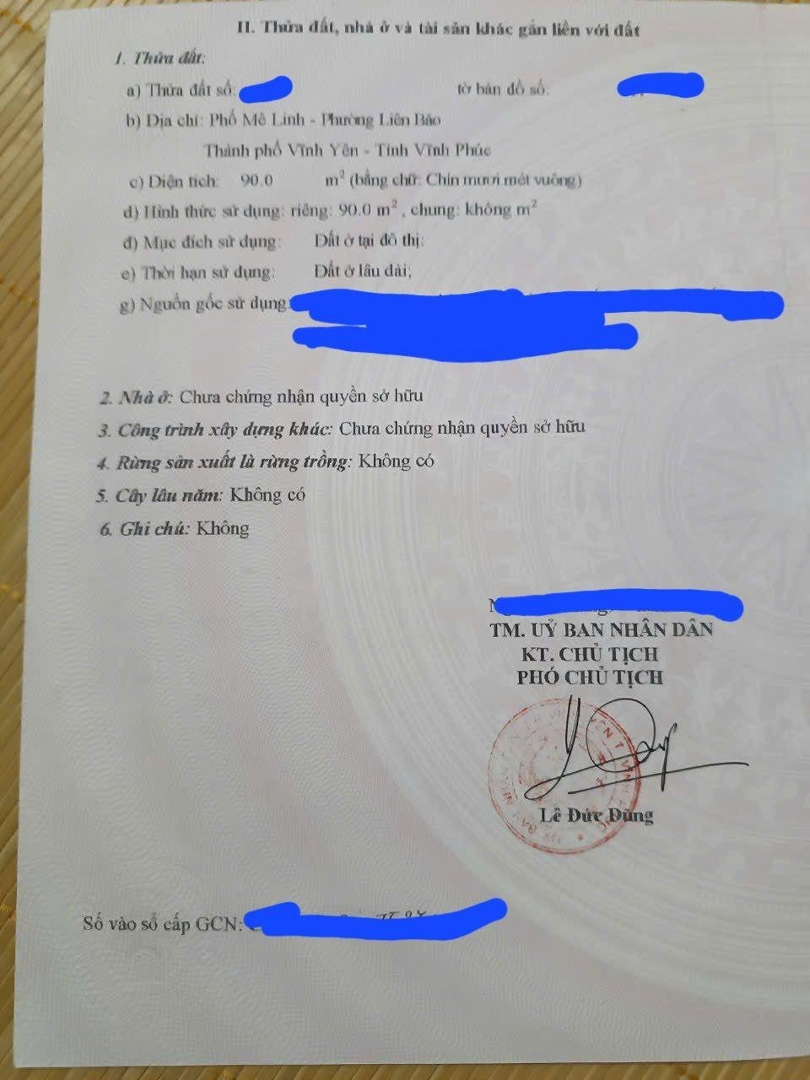 II. Thửa đất, nhà ở và tài sản khác gắn liền với đất
1. Thửa đất:
a) Thửa đất số: tờ bản đồ số:
b) Địa chỉ: Phố Mê Linh - Phường Liên Bảo
Thành phố Vĩnh Yên - Tỉnh Vĩnh Phúc
c) Diện tích: 90.0 m² (bằng chữ: Chín mươi mét vuông)
d) Hình thức sử dụng: riêng: 90.0 m², chung: không m²
đ) Mục đích sử dụng: Đất ở tại đô thị:
e) Thời hạn sử dụng: Đất ở lâu dài;
g) Nguồn gốc sử dụng:
2. Nhà ở: Chưa chứng nhận quyền sở hữu
3. Công trình xây dựng khác: Chưa chứng nhận quyền sở hữu
4. Rừng sản xuất là rừng trồng: Không có
5. Cây lâu năm: Không có
6. Ghi chú: Không
TM. UỶ BAN NHÂN DÂN
KT. CHỦ TỊCH
PHÓ CHỦ TỊCH
Lê Đức Dũng
Số vào sổ cấp GCN: